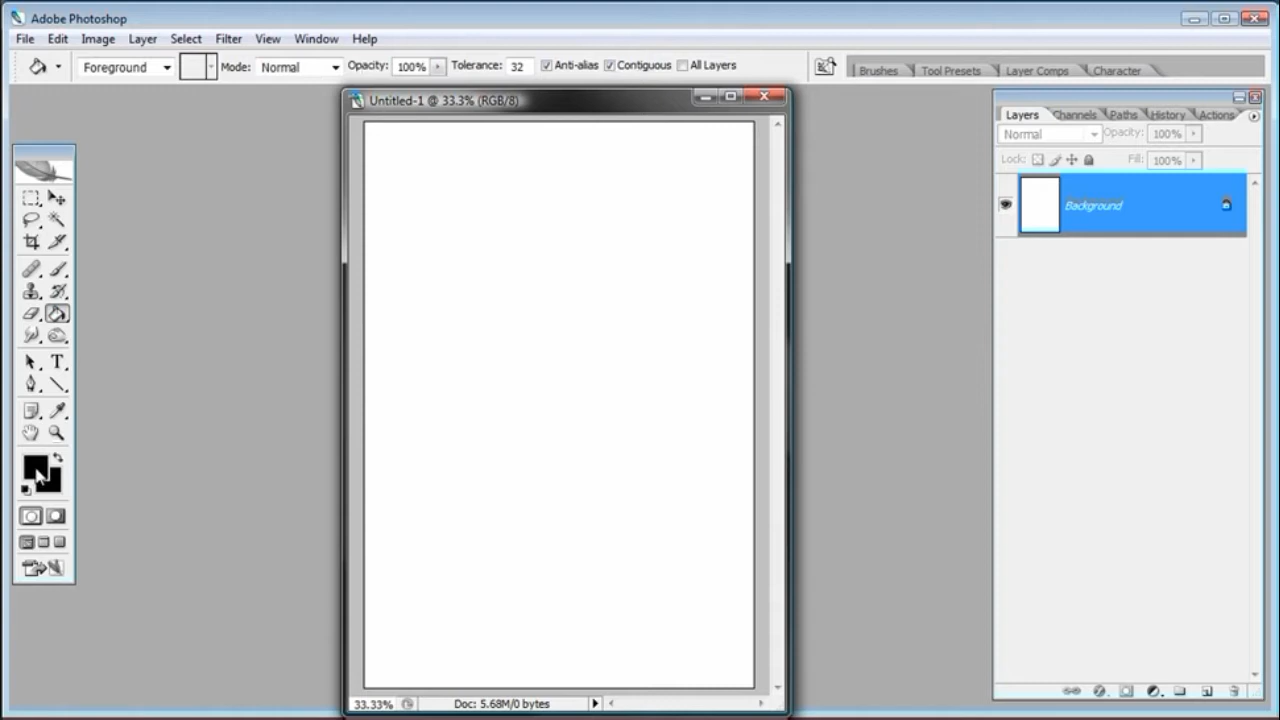 Adobe Photoshop
File Edit Image Layer Select Filter View Window Help
Foreground Mode: Normal Opacity: 100% Tolerance: 32 Anti-alias Contiguous All Layers
Brushes Tool Presets Layer Comps Character
Untitled-1 @ 33.3% (RGB/8)
Layers Channels Paths History Actions
Normal Opacity: 100%
Lock: Fill: 100%
Background
T
33.33% Doc: 5.68M/0 bytes